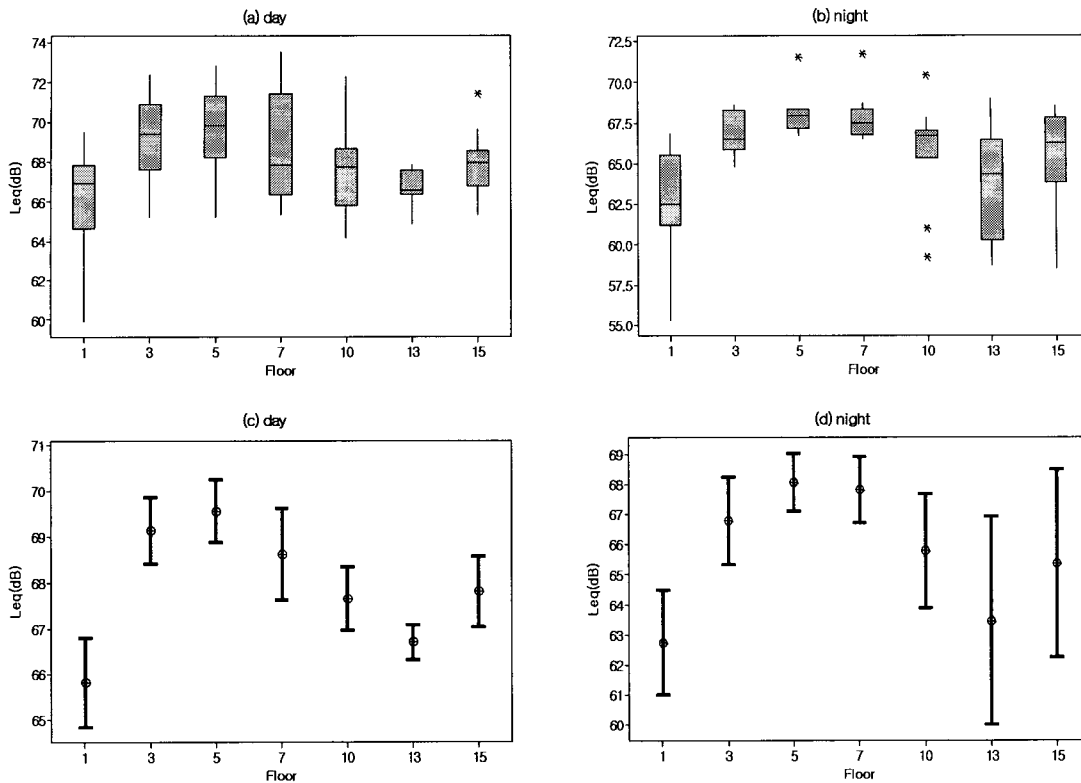 (a) day
Leq(dB)
74
72
70
68
66
64
62
60
1 3 5 7 10 13 15
Floor
(b) night
Leq(dB)
72.5
70.0
67.5
65.0
62.5
60.0
57.5
55.0
1 3 5 7 10 13 15
Floor
(c) day
Leq(dB)
71
70
69
68
67
66
65
1 3 5 7 10 13 15
Floor
(d) night
Leq(dB)
69
68
67
66
65
64
63
62
61
60
1 3 5 7 10 13 15
Floor